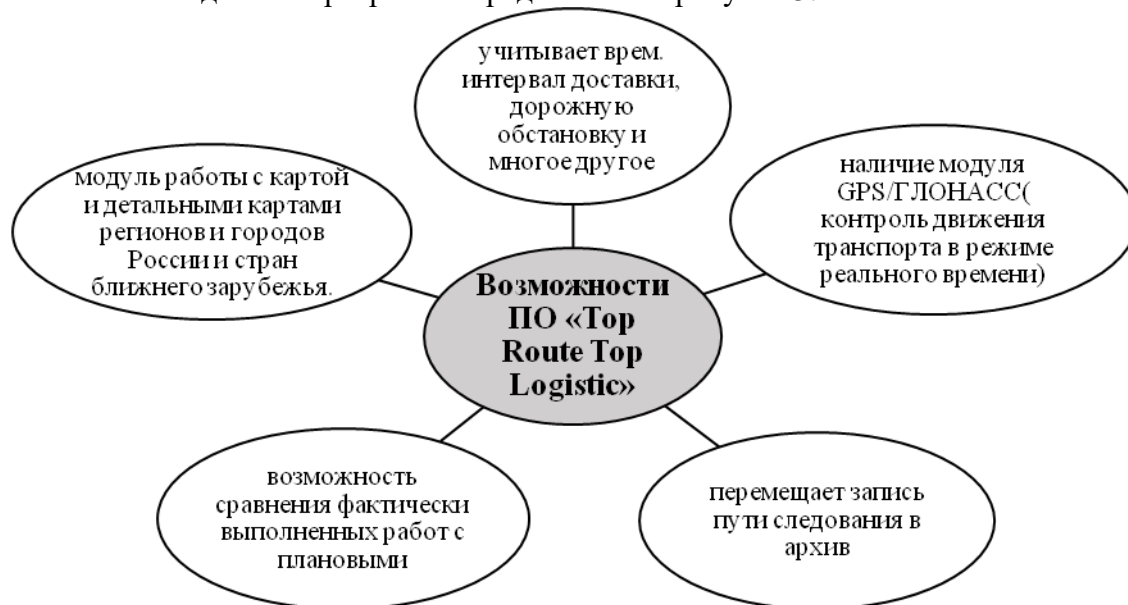 учитывает врем.
интервал доставки,
дорожную
обстановку и
многое другое
модуль работы с картой
и детальными картами
регионов и городов
России и стран
ближнего зарубежья.
наличие модуля
GPS/ГЛОНАСС(
контроль движения
транспорта в режиме
реального времени)
Возможности
ПО «Top
Route Top
Logistic»
возможность
сравнения фактически
выполненных работ с
плановыми
перемещает запись
пути следования в
архив